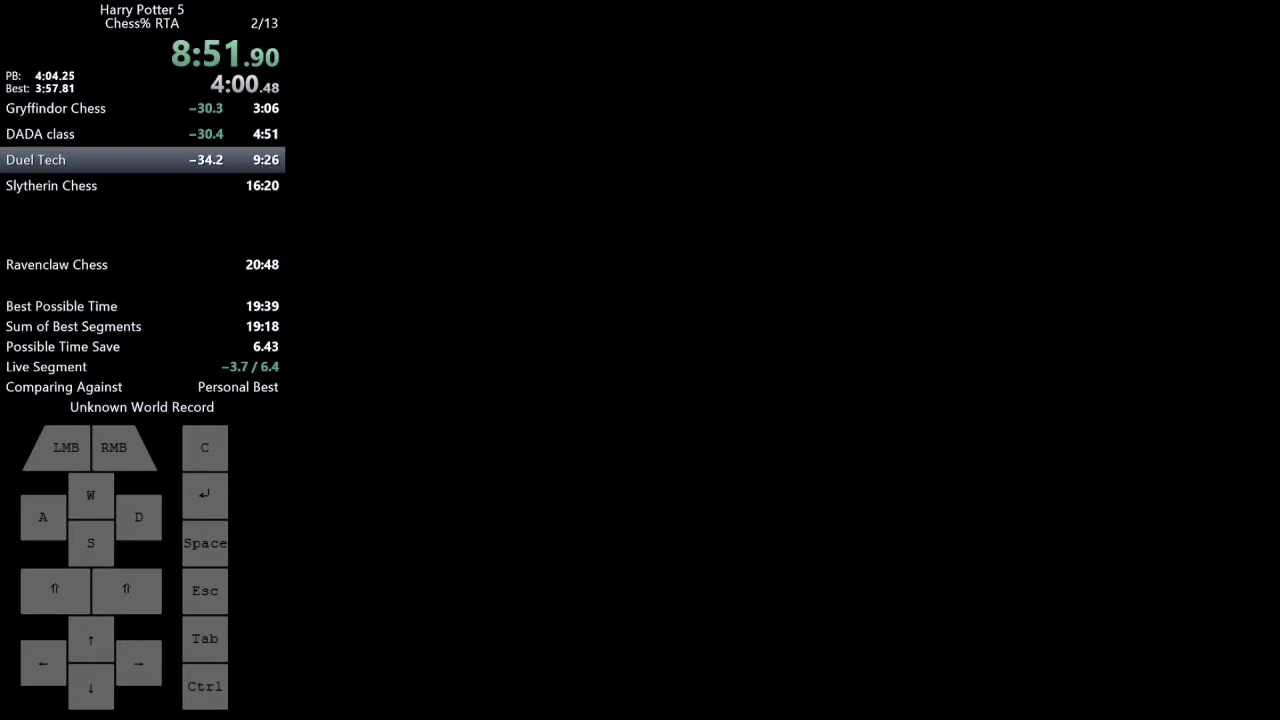 Harry Potter 5
Chess% RTA 2/13
8:51.90
PB: 4:04.25
Best: 3:57.81
4:00.48
Gryffindor Chess −30.3 3:06
DADA class −30.4 4:51
Duel Tech −34.2 9:26
Slytherin Chess 16:20
Ravenclaw Chess 20:48
Best Possible Time 19:39
Sum of Best Segments 19:18
Possible Time Save 6.43
Live Segment −3.7 / 6.4
Comparing Against Personal Best
Unknown World Record
LMB RMB C
W ↲
A D
S Space
⇑ ⇑ Esc
↑ Tab
← →
↓ Ctrl